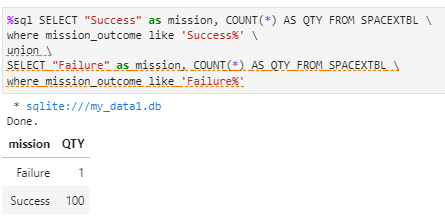 %sql SELECT "Success" as mission, COUNT(*) AS QTY FROM SPACEXTBL \
where mission_outcome like 'Success%' \
union \
SELECT "Failure" as mission, COUNT(*) AS QTY FROM SPACEXTBL \
where mission_outcome like 'Failure%'
* sqlite:///my_data1.db
Done.
mission QTY
Failure 1
Success 100